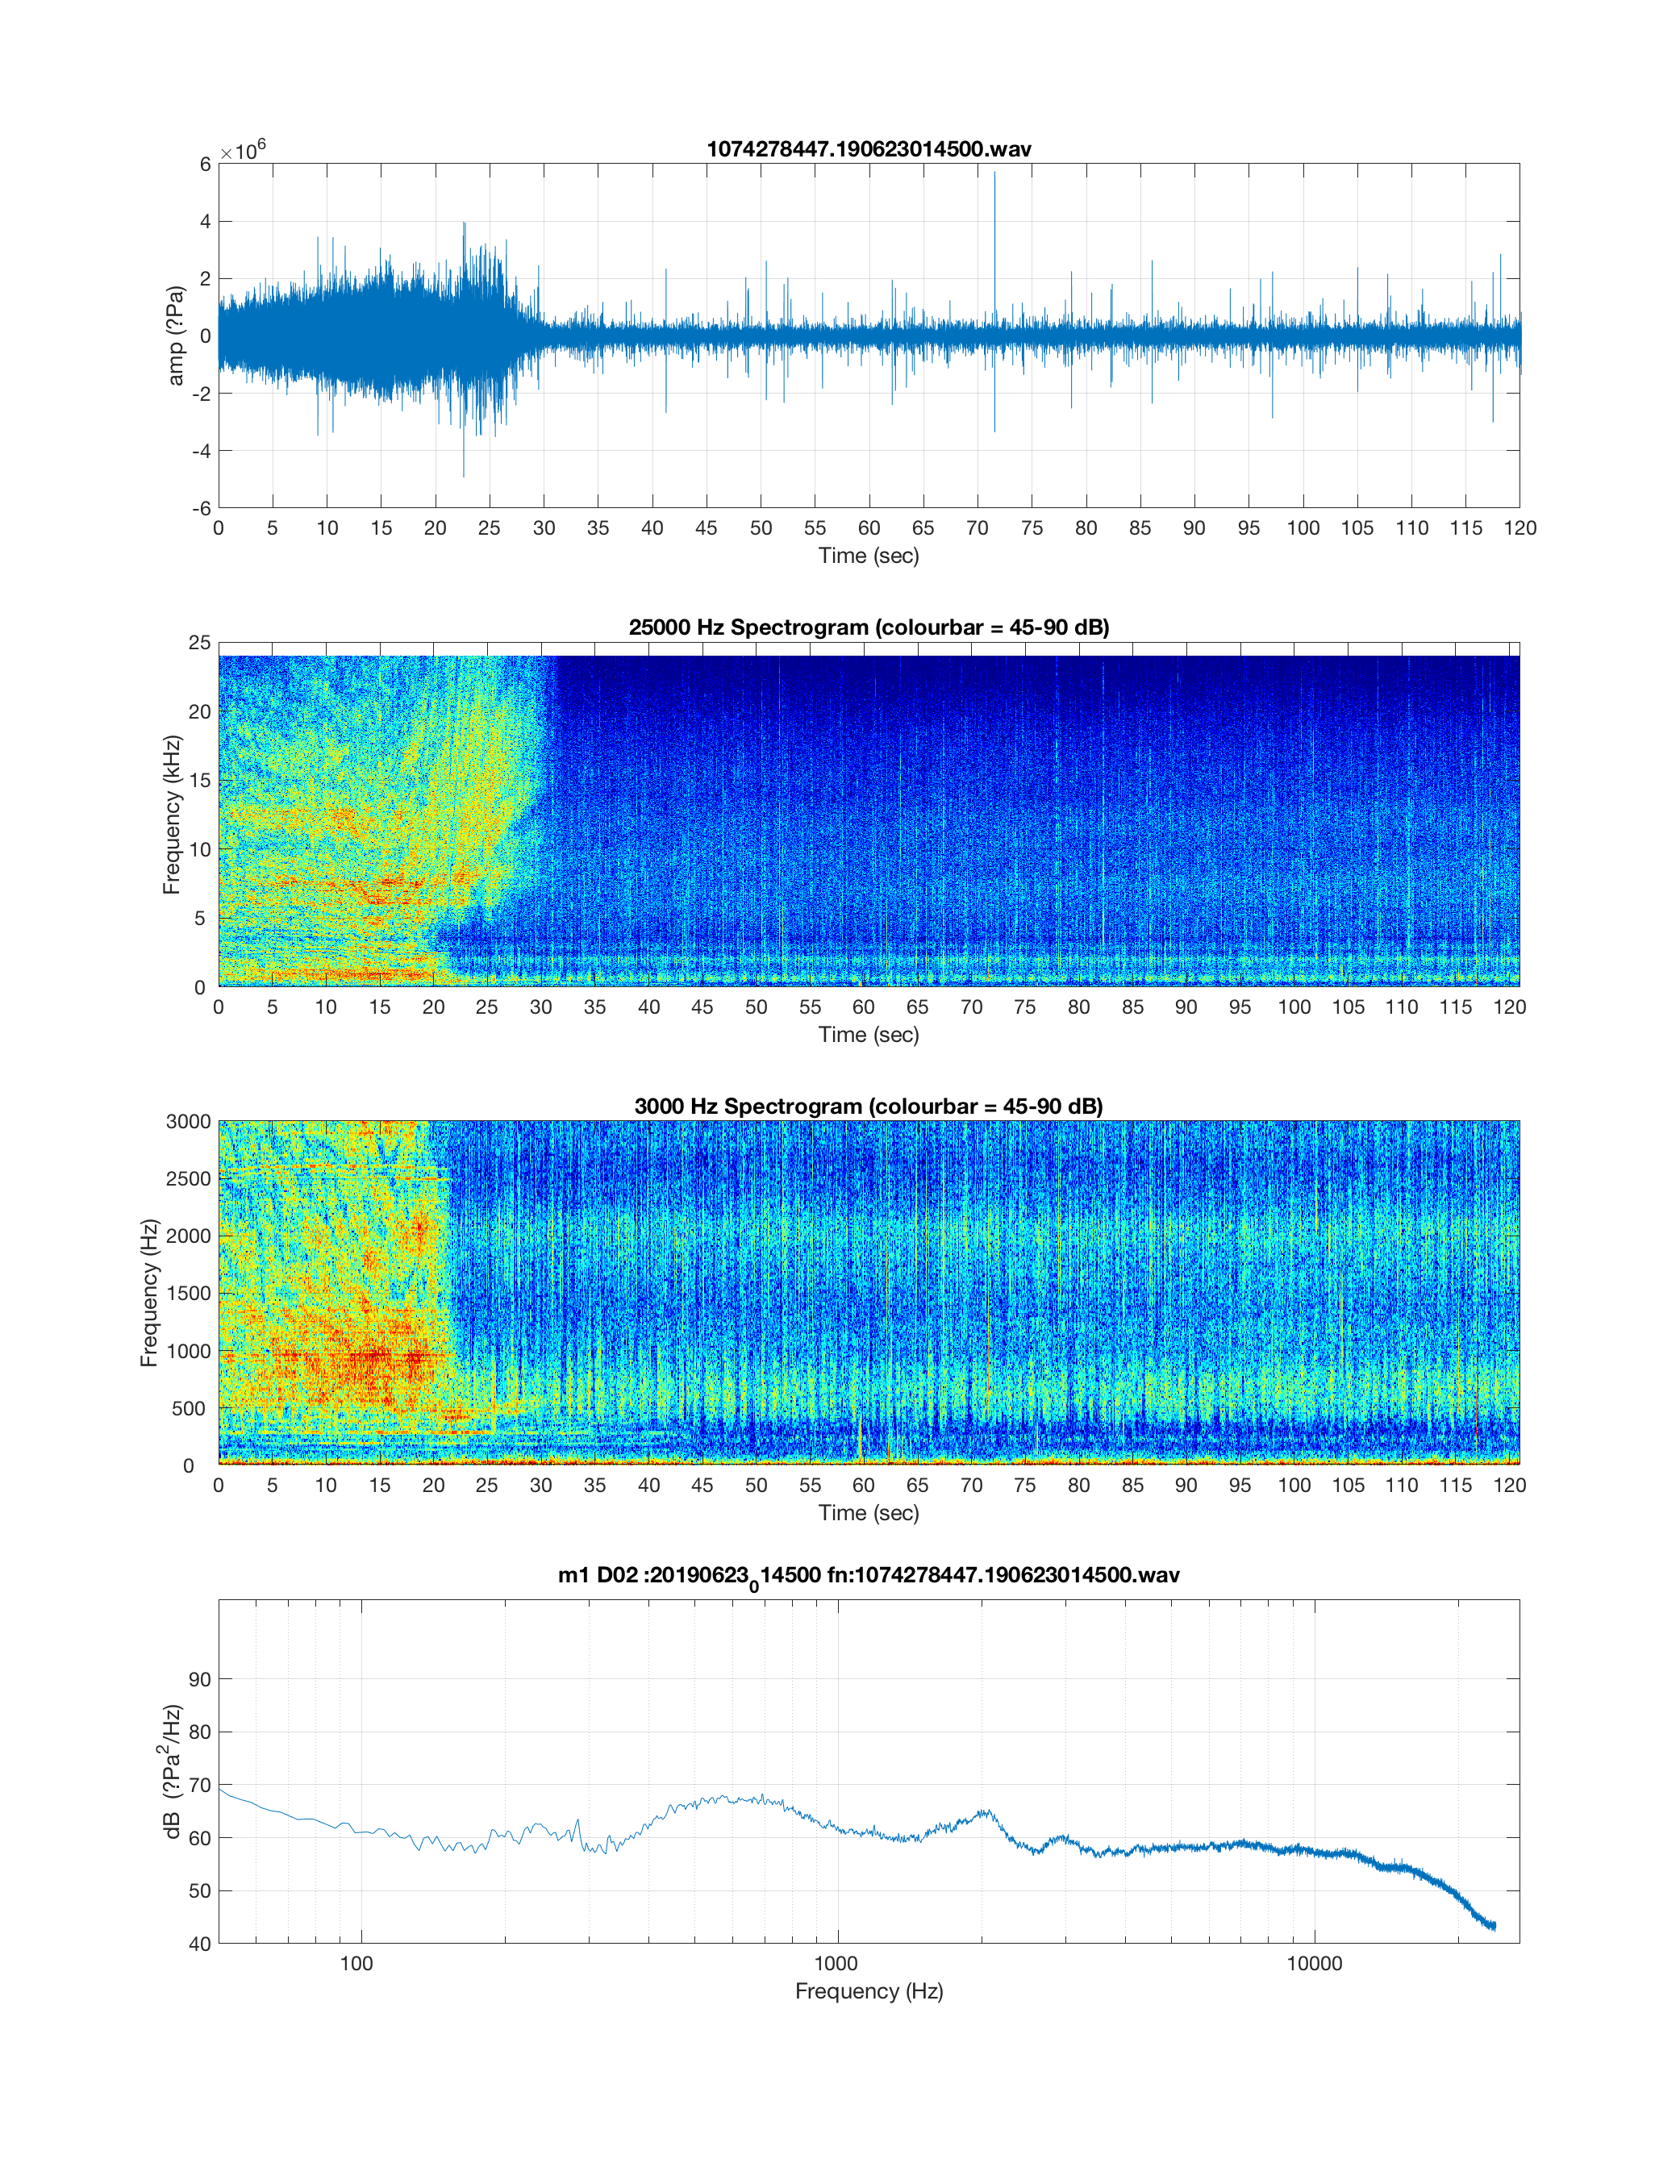 1074278447.190623014500.wav
×10^6
6
4
2
0
-2
-4
-6
amp (?Pa)
0 5 10 15 20 25 30 35 40 45 50 55 60 65 70 75 80 85 90 95 100 105 110 115 120
Time (sec)
25000 Hz Spectrogram (colourbar = 45-90 dB)
25
20
15
10
5
0
Frequency (kHz)
0 5 10 15 20 25 30 35 40 45 50 55 60 65 70 75 80 85 90 95 100 105 110 115 120
Time (sec)
3000 Hz Spectrogram (colourbar = 45-90 dB)
3000
2500
2000
1500
1000
500
0
Frequency (Hz)
0 5 10 15 20 25 30 35 40 45 50 55 60 65 70 75 80 85 90 95 100 105 110 115 120
Time (sec)
m1 D02 :20190623_014500 fn:1074278447.190623014500.wav
90
80
70
60
50
40
dB (?Pa^2/Hz)
100 1000 10000
Frequency (Hz)